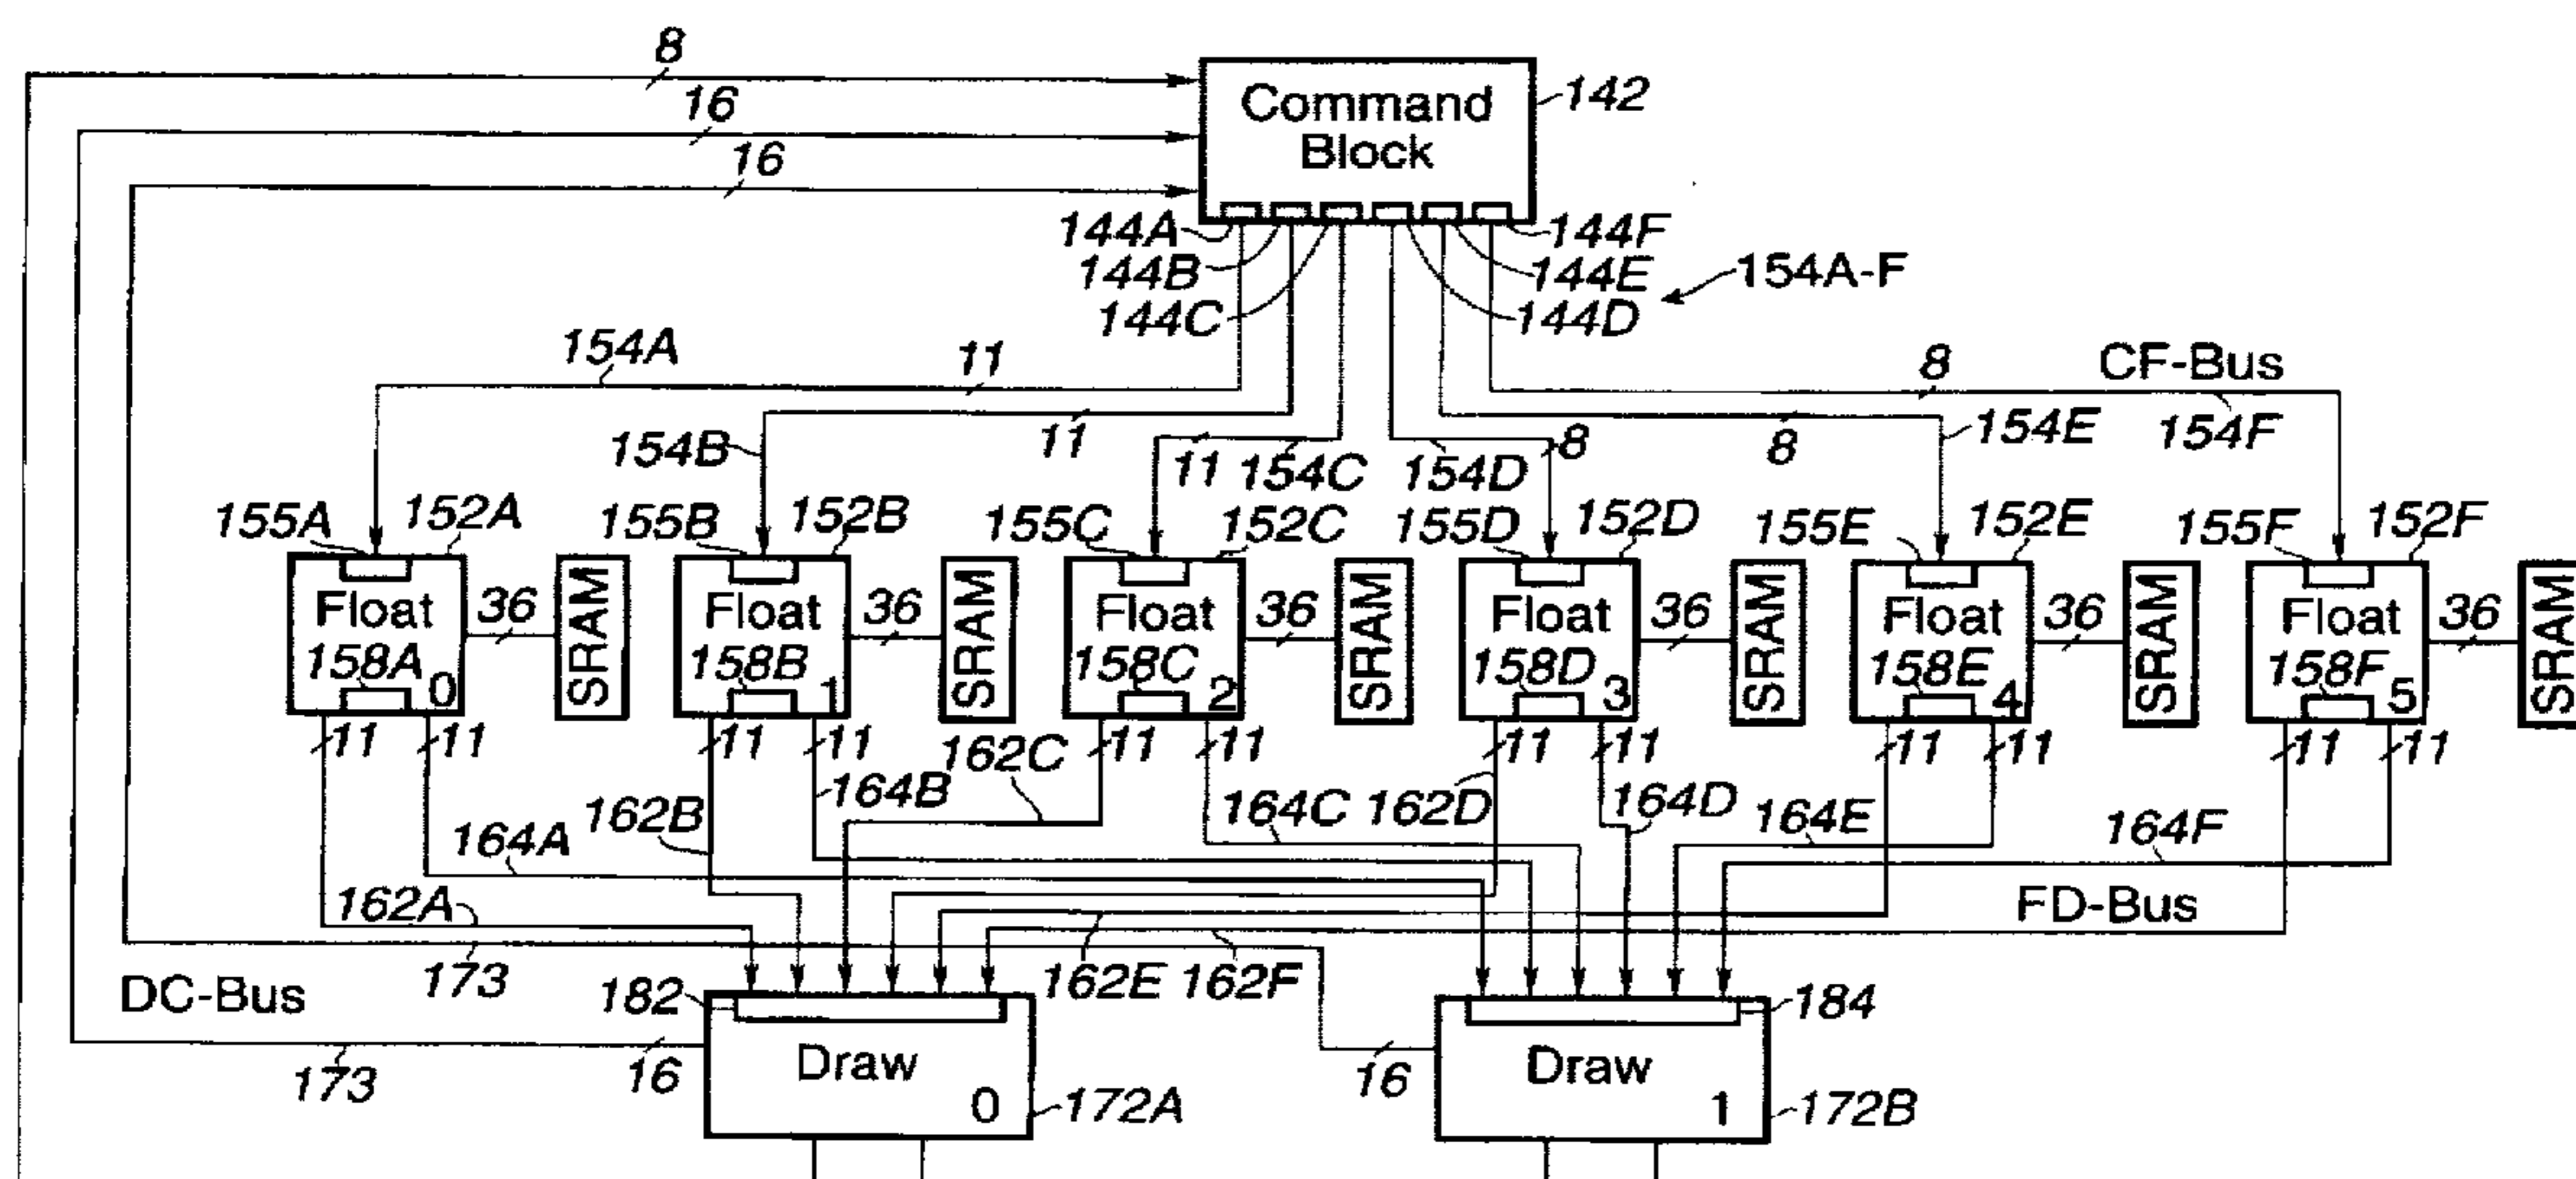 8
16
16
Command
Block
142
144A
144B
144C
144F
144E
144D
154A-F
154A
11
8
CF-Bus
154B
11
11
154C
154D
8
8
154E
154F
155A
152A
155B
152B
155C
152C
155D
152D
155E
152E
155F
152F
Float
158A
0
36
SRAM
Float
158B
1
36
SRAM
Float
158C
2
36
SRAM
Float
158D
3
36
SRAM
Float
158E
4
36
SRAM
Float
158F
5
36
SRAM
11
11
11
11
11
11
11
11
11
11
11
11
162C
164B
162B
164A
164C
162D
164D
164E
164F
162A
FD-Bus
173
162E
162F
DC-Bus
182
184
173
16
Draw
0
172A
16
Draw
1
172B